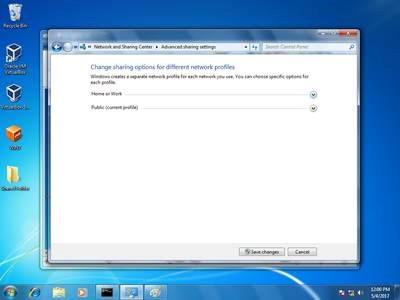 Recycle Bin
Network and Sharing Center
Advanced sharing settings
Search Control Panel
Change sharing options for different network profiles
Windows creates a separate network profile for each network you use. You can choose specific options for
each profile.
Home or Work
Public (current profile)
Oracle VM
VirtualBox
Save changes
Cancel
12:00 PM
5/4/2017